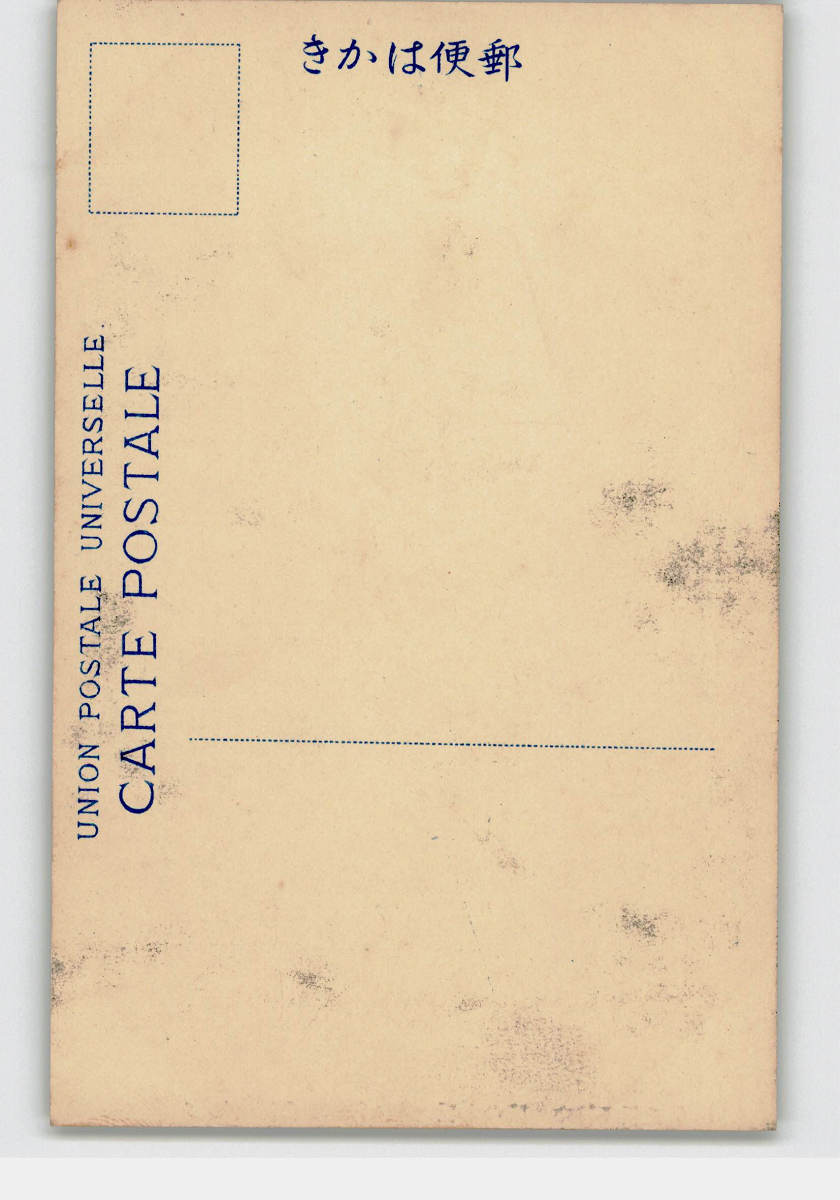 きかは便郵
UNION POSTALE UNIVERSELLE.
CARTE POSTALE